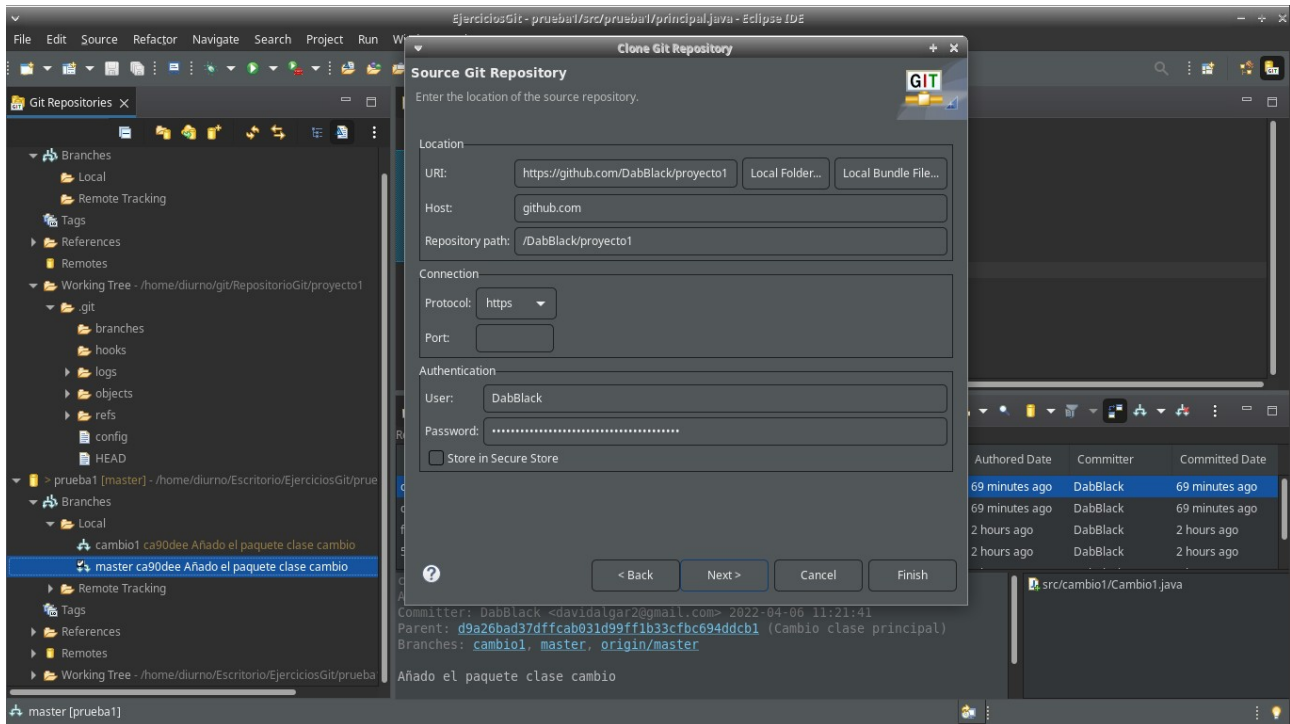 EjerciciosGit - prueba1/src/prueba1/principal.java - Eclipse IDE
File Edit Source Refactor Navigate Search Project Run
Clone Git Repository
Source Git Repository
GIT
Enter the location of the source repository.
Git Repositories
Branches
Local
Remote Tracking
Tags
References
Remotes
Working Tree - /home/diurno/git/RepositorioGit/proyecto1
.git
branches
hooks
logs
objects
refs
config
HEAD
> prueba1 [master] - /home/diurno/Escritorio/EjerciciosGit/prue
Branches
Local
cambio1 ca90dee Añado el paquete clase cambio
master ca90dee Añado el paquete clase cambio
Remote Tracking
Tags
References
Remotes
Working Tree - /home/diurno/Escritorio/EjerciciosGit/prueba
Location
URI: https://github.com/DabBlack/proyecto1 Local Folder... Local Bundle File...
Host: github.com
Repository path: /DabBlack/proyecto1
Connection
Protocol: https
Port:
Authentication
User: DabBlack
Password: ••••••••••••••••••••••••••••••••••••••••
Store in Secure Store
< Back Next > Cancel Finish
Authored Date Committer Committed Date
69 minutes ago DabBlack 69 minutes ago
69 minutes ago DabBlack 69 minutes ago
2 hours ago DabBlack 2 hours ago
2 hours ago DabBlack 2 hours ago
src/cambio1/Cambio1.java
Committer: DabBlack <davidalgar2@gmail.com> 2022-04-06 11:21:41
Parent: d9a26bad37dffcab031d99ff1b33cfbc694ddcb1 (Cambio clase principal)
Branches: cambio1, master, origin/master
Añado el paquete clase cambio
master [prueba1]